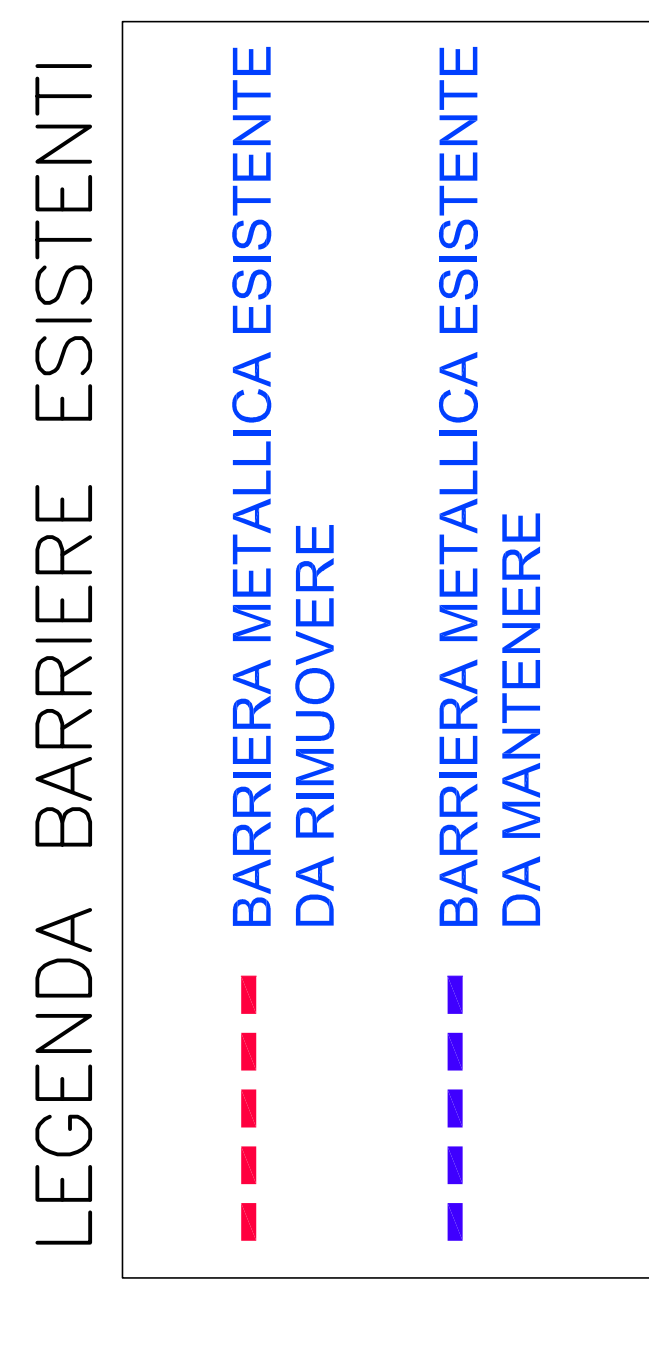 LEGENDA BARRIERE ESISTENTI
BARRIERA METALLICA ESISTENTE
DA RIMUOVERE
BARRIERA METALLICA ESISTENTE
DA MANTENERE